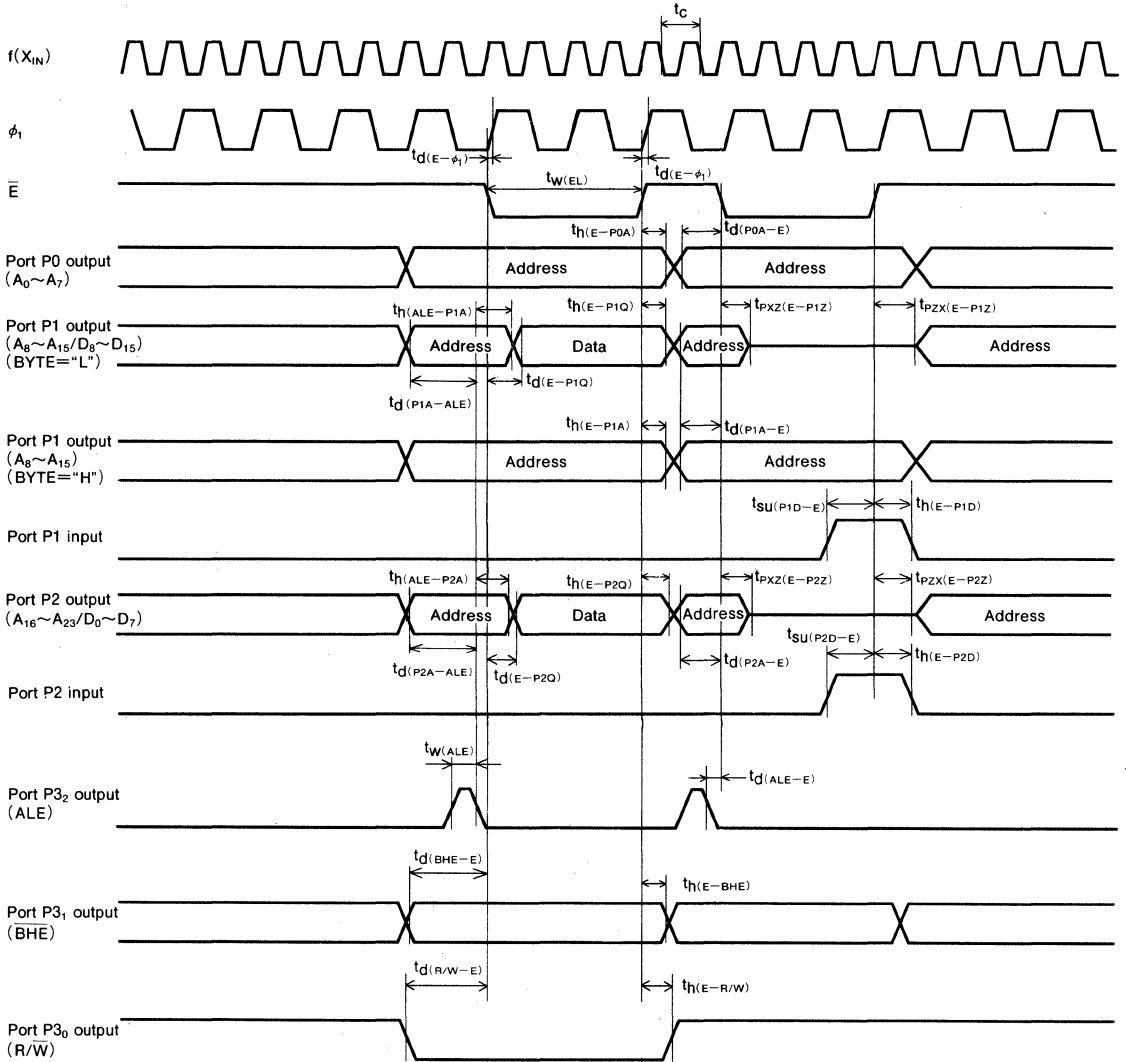 tC
f(XIN)
ϕ1
td(E−ϕ1)
tW(EL)
td(E−ϕ1)
E̅
th(E−P0A)
td(P0A−E)
Port P0 output
(A0∼A7)
Address
Address
th(ALE−P1A)
th(E−P1Q)
tPXZ(E−P1Z)
tPZX(E−P1Z)
Port P1 output
(A8∼A15/D8∼D15)
(BYTE="L")
Address
Data
Address
Address
td(P1A−ALE)
td(E−P1Q)
th(E−P1A)
td(P1A−E)
Port P1 output
(A8∼A15)
(BYTE="H")
Address
Address
tsu(P1D−E)
th(E−P1D)
Port P1 input
th(ALE−P2A)
th(E−P2Q)
tPXZ(E−P2Z)
tPZX(E−P2Z)
Port P2 output
(A16∼A23/D0∼D7)
Address
Data
Address
Address
tsu(P2D−E)
td(P2A−ALE)
td(E−P2Q)
td(P2A−E)
th(E−P2D)
Port P2 input
tW(ALE)
td(ALE−E)
Port P32 output
(ALE)
td(BHE−E)
th(E−BHE)
Port P31 output
(B̅H̅E̅)
td(R/W−E)
th(E−R/W)
Port P30 output
(R/W̅)